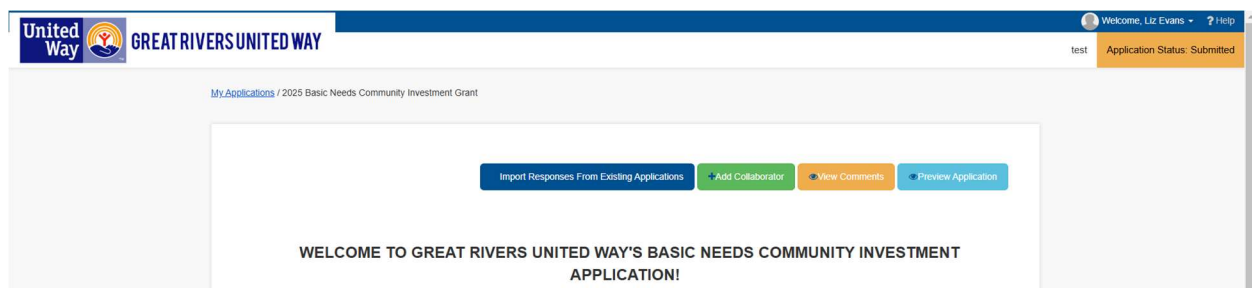 Welcome, Liz Evans ? Help
United
Way
GREAT RIVERS UNITED WAY
test Application Status: Submitted
My Applications / 2025 Basic Needs Community Investment Grant
Import Responses From Existing Applications +Add Collaborator View Comments Preview Application
WELCOME TO GREAT RIVERS UNITED WAY'S BASIC NEEDS COMMUNITY INVESTMENT
APPLICATION!